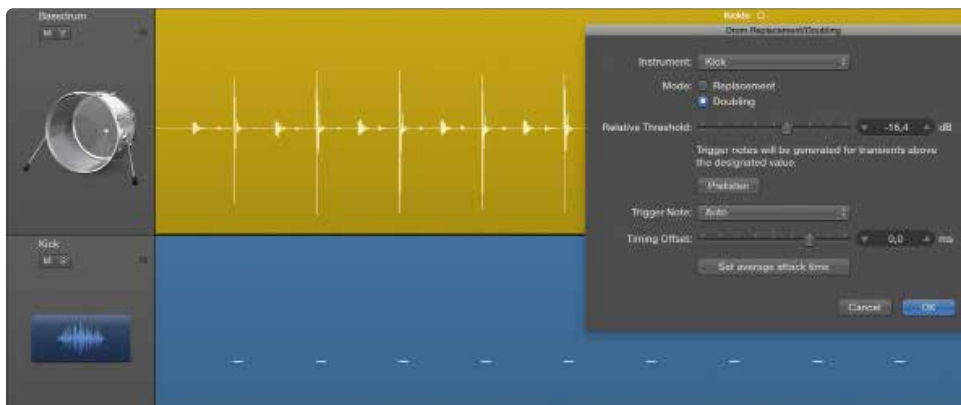 Bassdrum
M
Drum Replacement/Doubling
Instrument: Kick
Mode: Replacement
Doubling
Relative Threshold: -16,4 dB
Trigger notes will be generated for transients above
the designated value.
Prelisten
Trigger Note: Auto
Timing Offset: 0,0 ms
Set average attack time
Cancel OK
Kick
M S